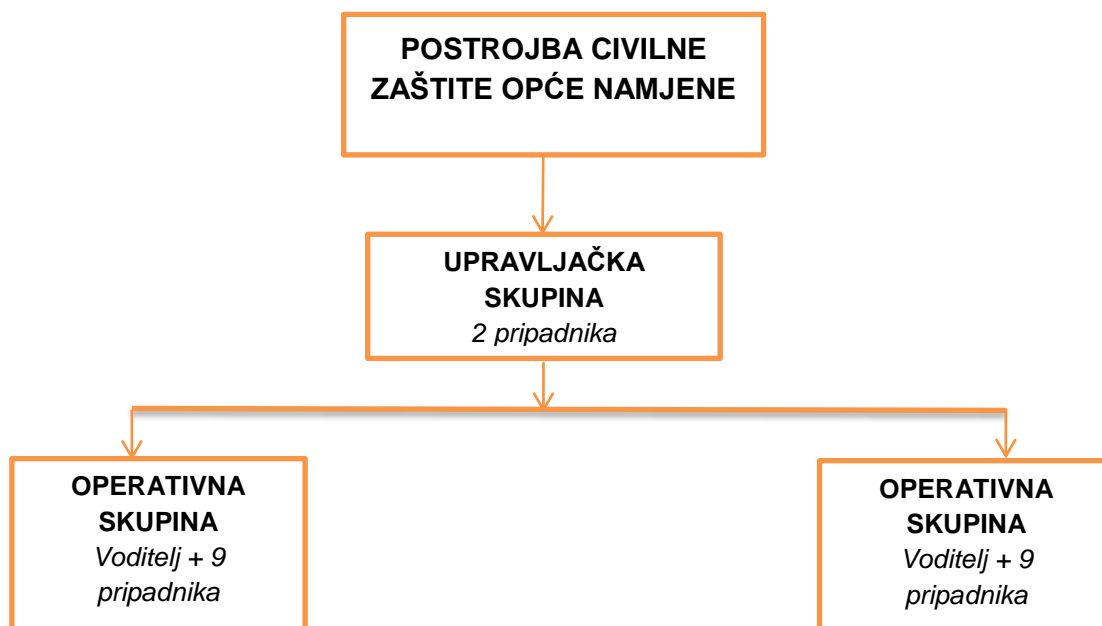 POSTROJBA CIVILNE
ZAŠTITE OPĆE NAMJENE
UPRAVLJAČKA
SKUPINA
2 pripadnika
OPERATIVNA
SKUPINA
Voditelj + 9
pripadnika
OPERATIVNA
SKUPINA
Voditelj + 9
pripadnika